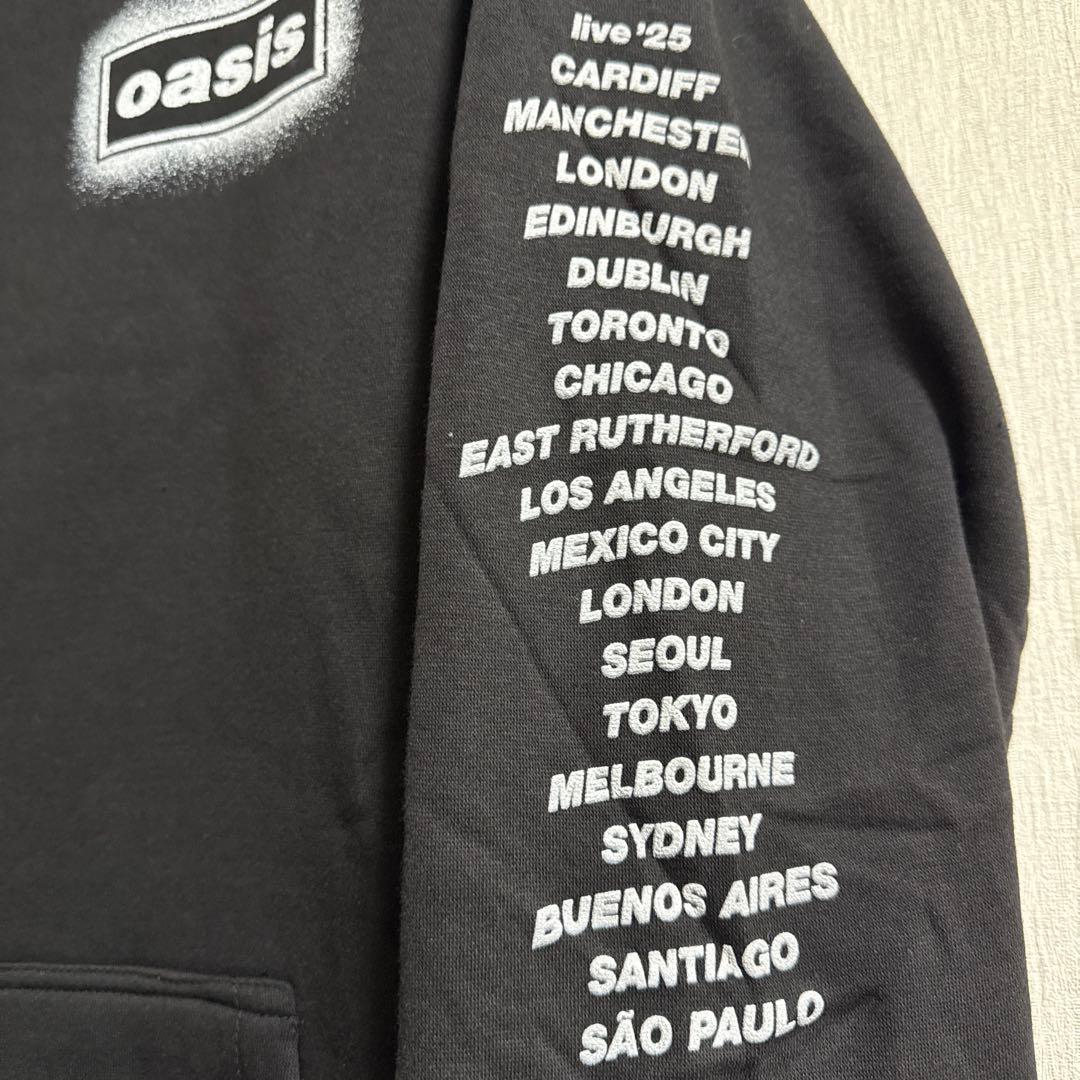 oasis
live '25
CARDIFF
MANCHESTER
LONDON
EDINBURGH
DUBLIN
TORONTO
CHICAGO
EAST RUTHERFORD
LOS ANGELES
MEXICO CITY
LONDON
SEOUL
TOKYO
MELBOURNE
SYDNEY
BUENOS AIRES
SANTIAGO
SÃO PAULO